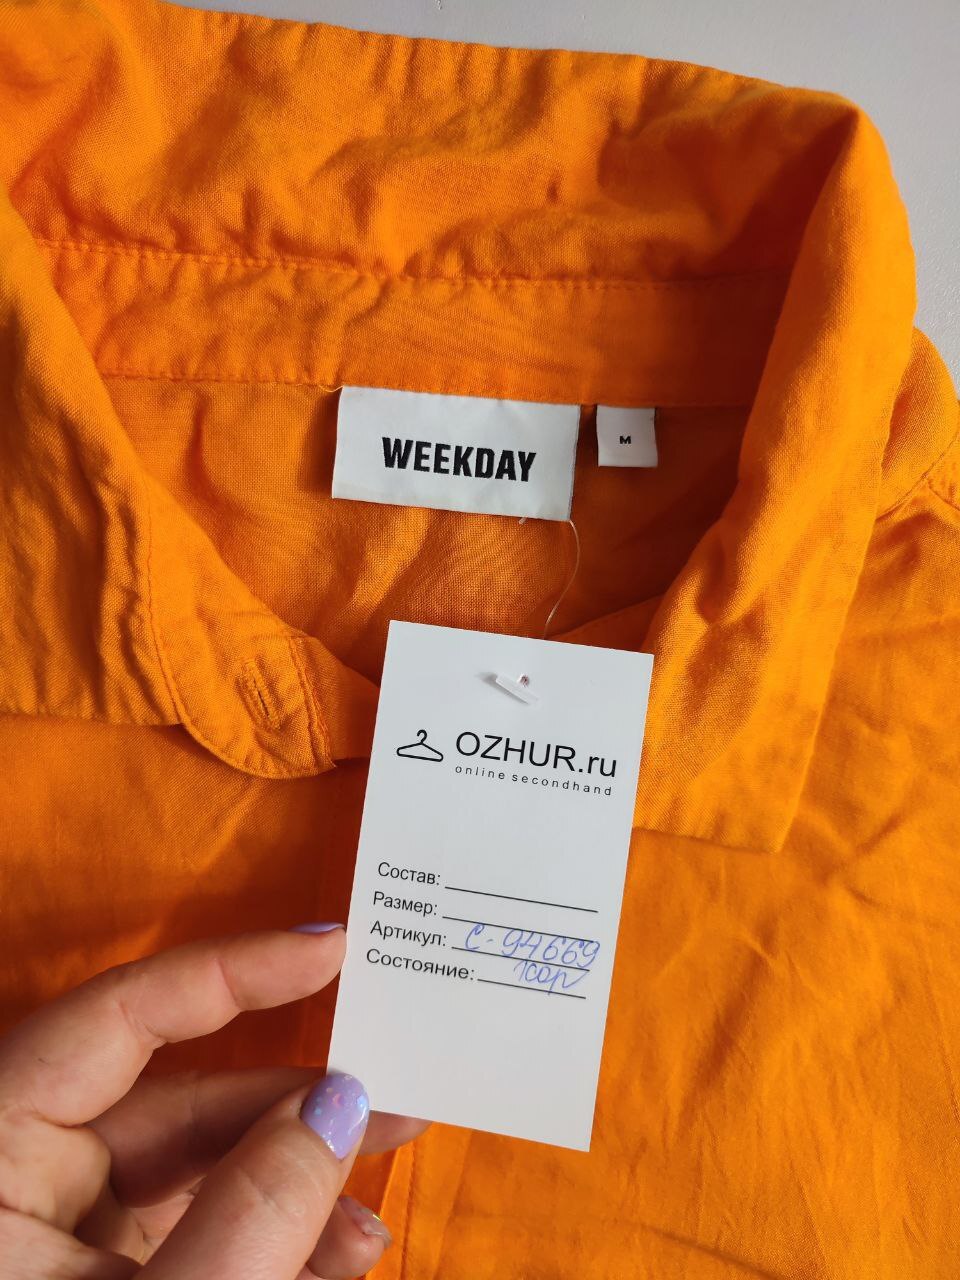 WEEKDAY
M
OZHUR.ru
online secondhand
Состав:
Размер:
Артикул: С-94669
Состояние: 1сор